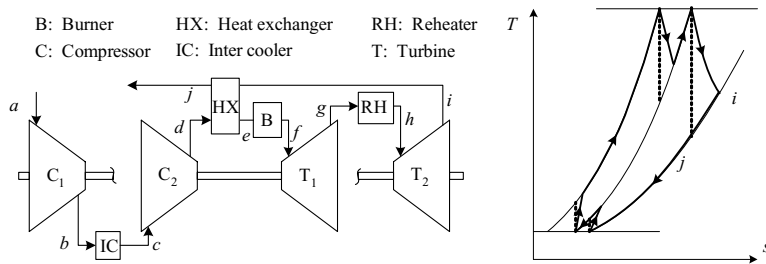 B: Burner HX: Heat exchanger RH: Reheater
C: Compressor IC: Inter cooler T: Turbine
a
b
c
d
e
f
g
h
i
j
C1
C2
T1
T2
HX
B
RH
IC
T
s
i
j